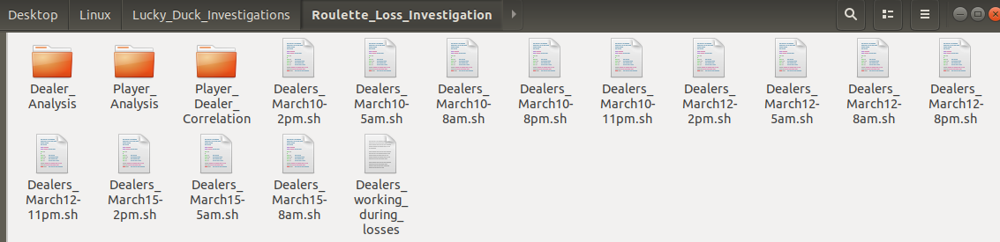 Desktop Linux Lucky_Duck_Investigations Roulette_Loss_Investigation
Dealer_ Player_ Player_ Dealers_ Dealers_ Dealers_ Dealers_ Dealers_ Dealers_ Dealers_ Dealers_ Dealers_
Analysis Analysis Dealer_ March10- March10- March10- March10- March10- March12- March12- March12- March12-
Correlation 2pm.sh 5am.sh 8am.sh 8pm.sh 11pm.sh 2pm.sh 5am.sh 8am.sh 8pm.sh
Dealers_ Dealers_ Dealers_ Dealers_ Dealers_
March12- March15- March15- March15- working_
11pm.sh 2pm.sh 5am.sh 8am.sh during_
losses